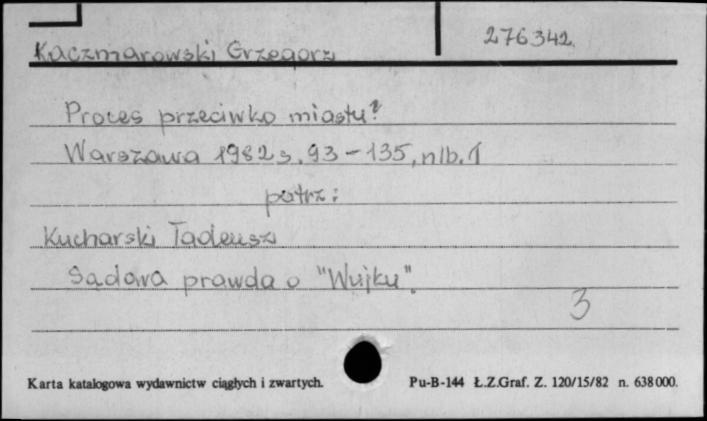 276342
Kaczmarowski Grzegorz
Proces przeciwko miastu?
Warszawa 1982 s. 93-135, nlb. 1
patrz:
Kucharski Tadeusz
Sądowa prawda o "Wujku".
3
Karta katalogowa wydawnictw ciągłych i zwartych.
Pu-B-144 Ł.Z.Graf. Z. 120/15/82 n. 638000.